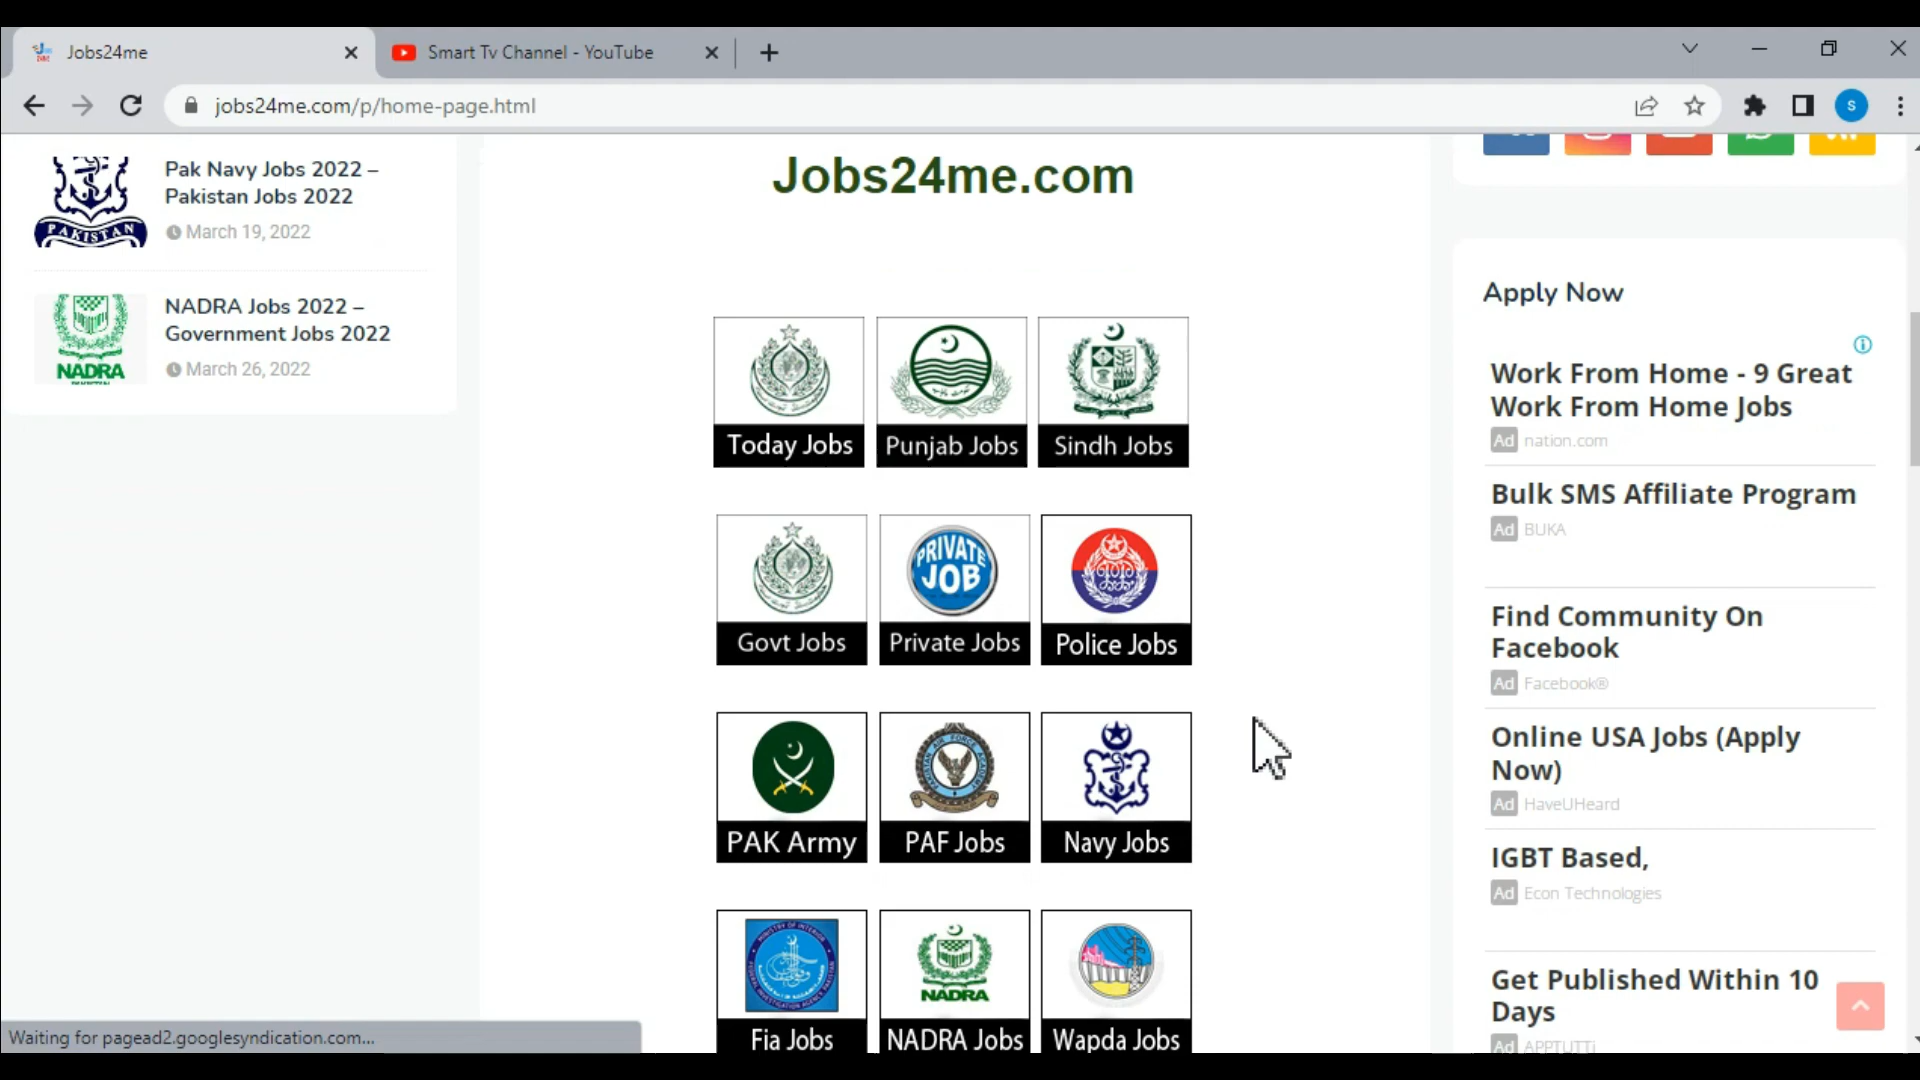 Jobs24me
Smart Tv Channel - YouTube
jobs24me.com/p/home-page.html
S
Pak Navy Jobs 2022 –
Pakistan Jobs 2022
March 19, 2022
PAKISTAN
NADRA Jobs 2022 –
Government Jobs 2022
March 26, 2022
NADRA
Jobs24me.com
Today Jobs
Punjab Jobs
Sindh Jobs
PRIVATE
JOB
Govt Jobs
Private Jobs
Police Jobs
PAK Army
PAF Jobs
Navy Jobs
NADRA
Fia Jobs
NADRA Jobs
Wapda Jobs
Apply Now
Work From Home - 9 Great
Work From Home Jobs
Ad nation.com
Bulk SMS Affiliate Program
Ad BUKA
Find Community On
Facebook
Ad Facebook®
Online USA Jobs (Apply
Now)
Ad HaveUHeard
IGBT Based,
Ad Econ Technologies
Get Published Within 10
Days
Ad APPTUTTi
Waiting for pagead2.googlesyndication.com...